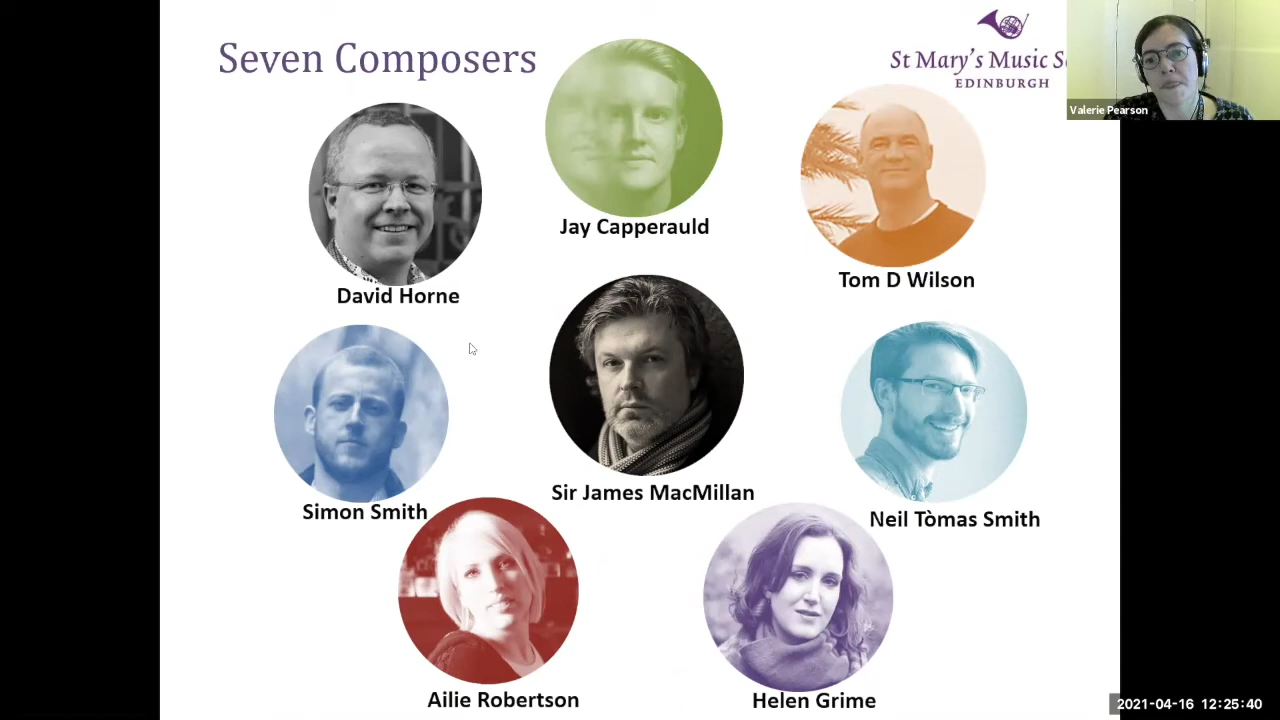 Seven Composers
St Mary's Music S
EDINBURGH
Valerie Pearson
Jay Capperauld
Tom D Wilson
David Horne
Sir James MacMillan
Simon Smith
Neil Tòmas Smith
Ailie Robertson
Helen Grime
2021-04-16 12:25:40